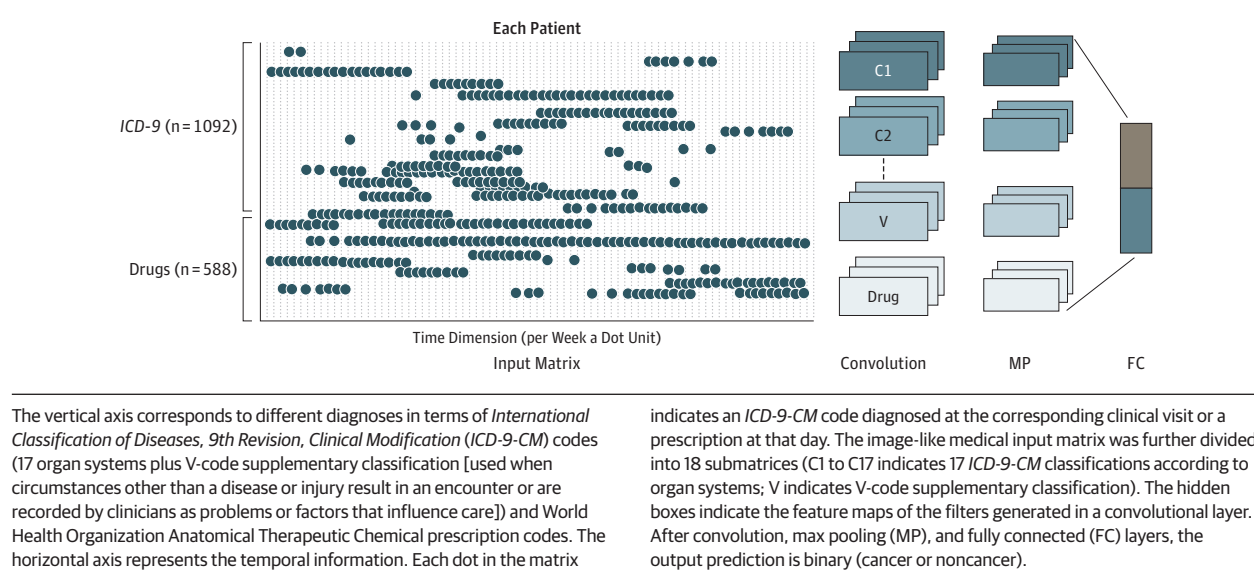 Each Patient
ICD-9 (n = 1092)
Drugs (n = 588)
C1
C2
V
Drug
Time Dimension (per Week a Dot Unit)
Input Matrix
Convolution
MP
FC
The vertical axis corresponds to different diagnoses in terms of International
Classification of Diseases, 9th Revision, Clinical Modification (ICD-9-CM) codes
(17 organ systems plus V-code supplementary classification [used when
circumstances other than a disease or injury result in an encounter or are
recorded by clinicians as problems or factors that influence care]) and World
Health Organization Anatomical Therapeutic Chemical prescription codes. The
horizontal axis represents the temporal information. Each dot in the matrix
indicates an ICD-9-CM code diagnosed at the corresponding clinical visit or a
prescription at that day. The image-like medical input matrix was further divided
into 18 submatrices (C1 to C17 indicates 17 ICD-9-CM classifications according to
organ systems; V indicates V-code supplementary classification). The hidden
boxes indicate the feature maps of the filters generated in a convolutional layer.
After convolution, max pooling (MP), and fully connected (FC) layers, the
output prediction is binary (cancer or noncancer).